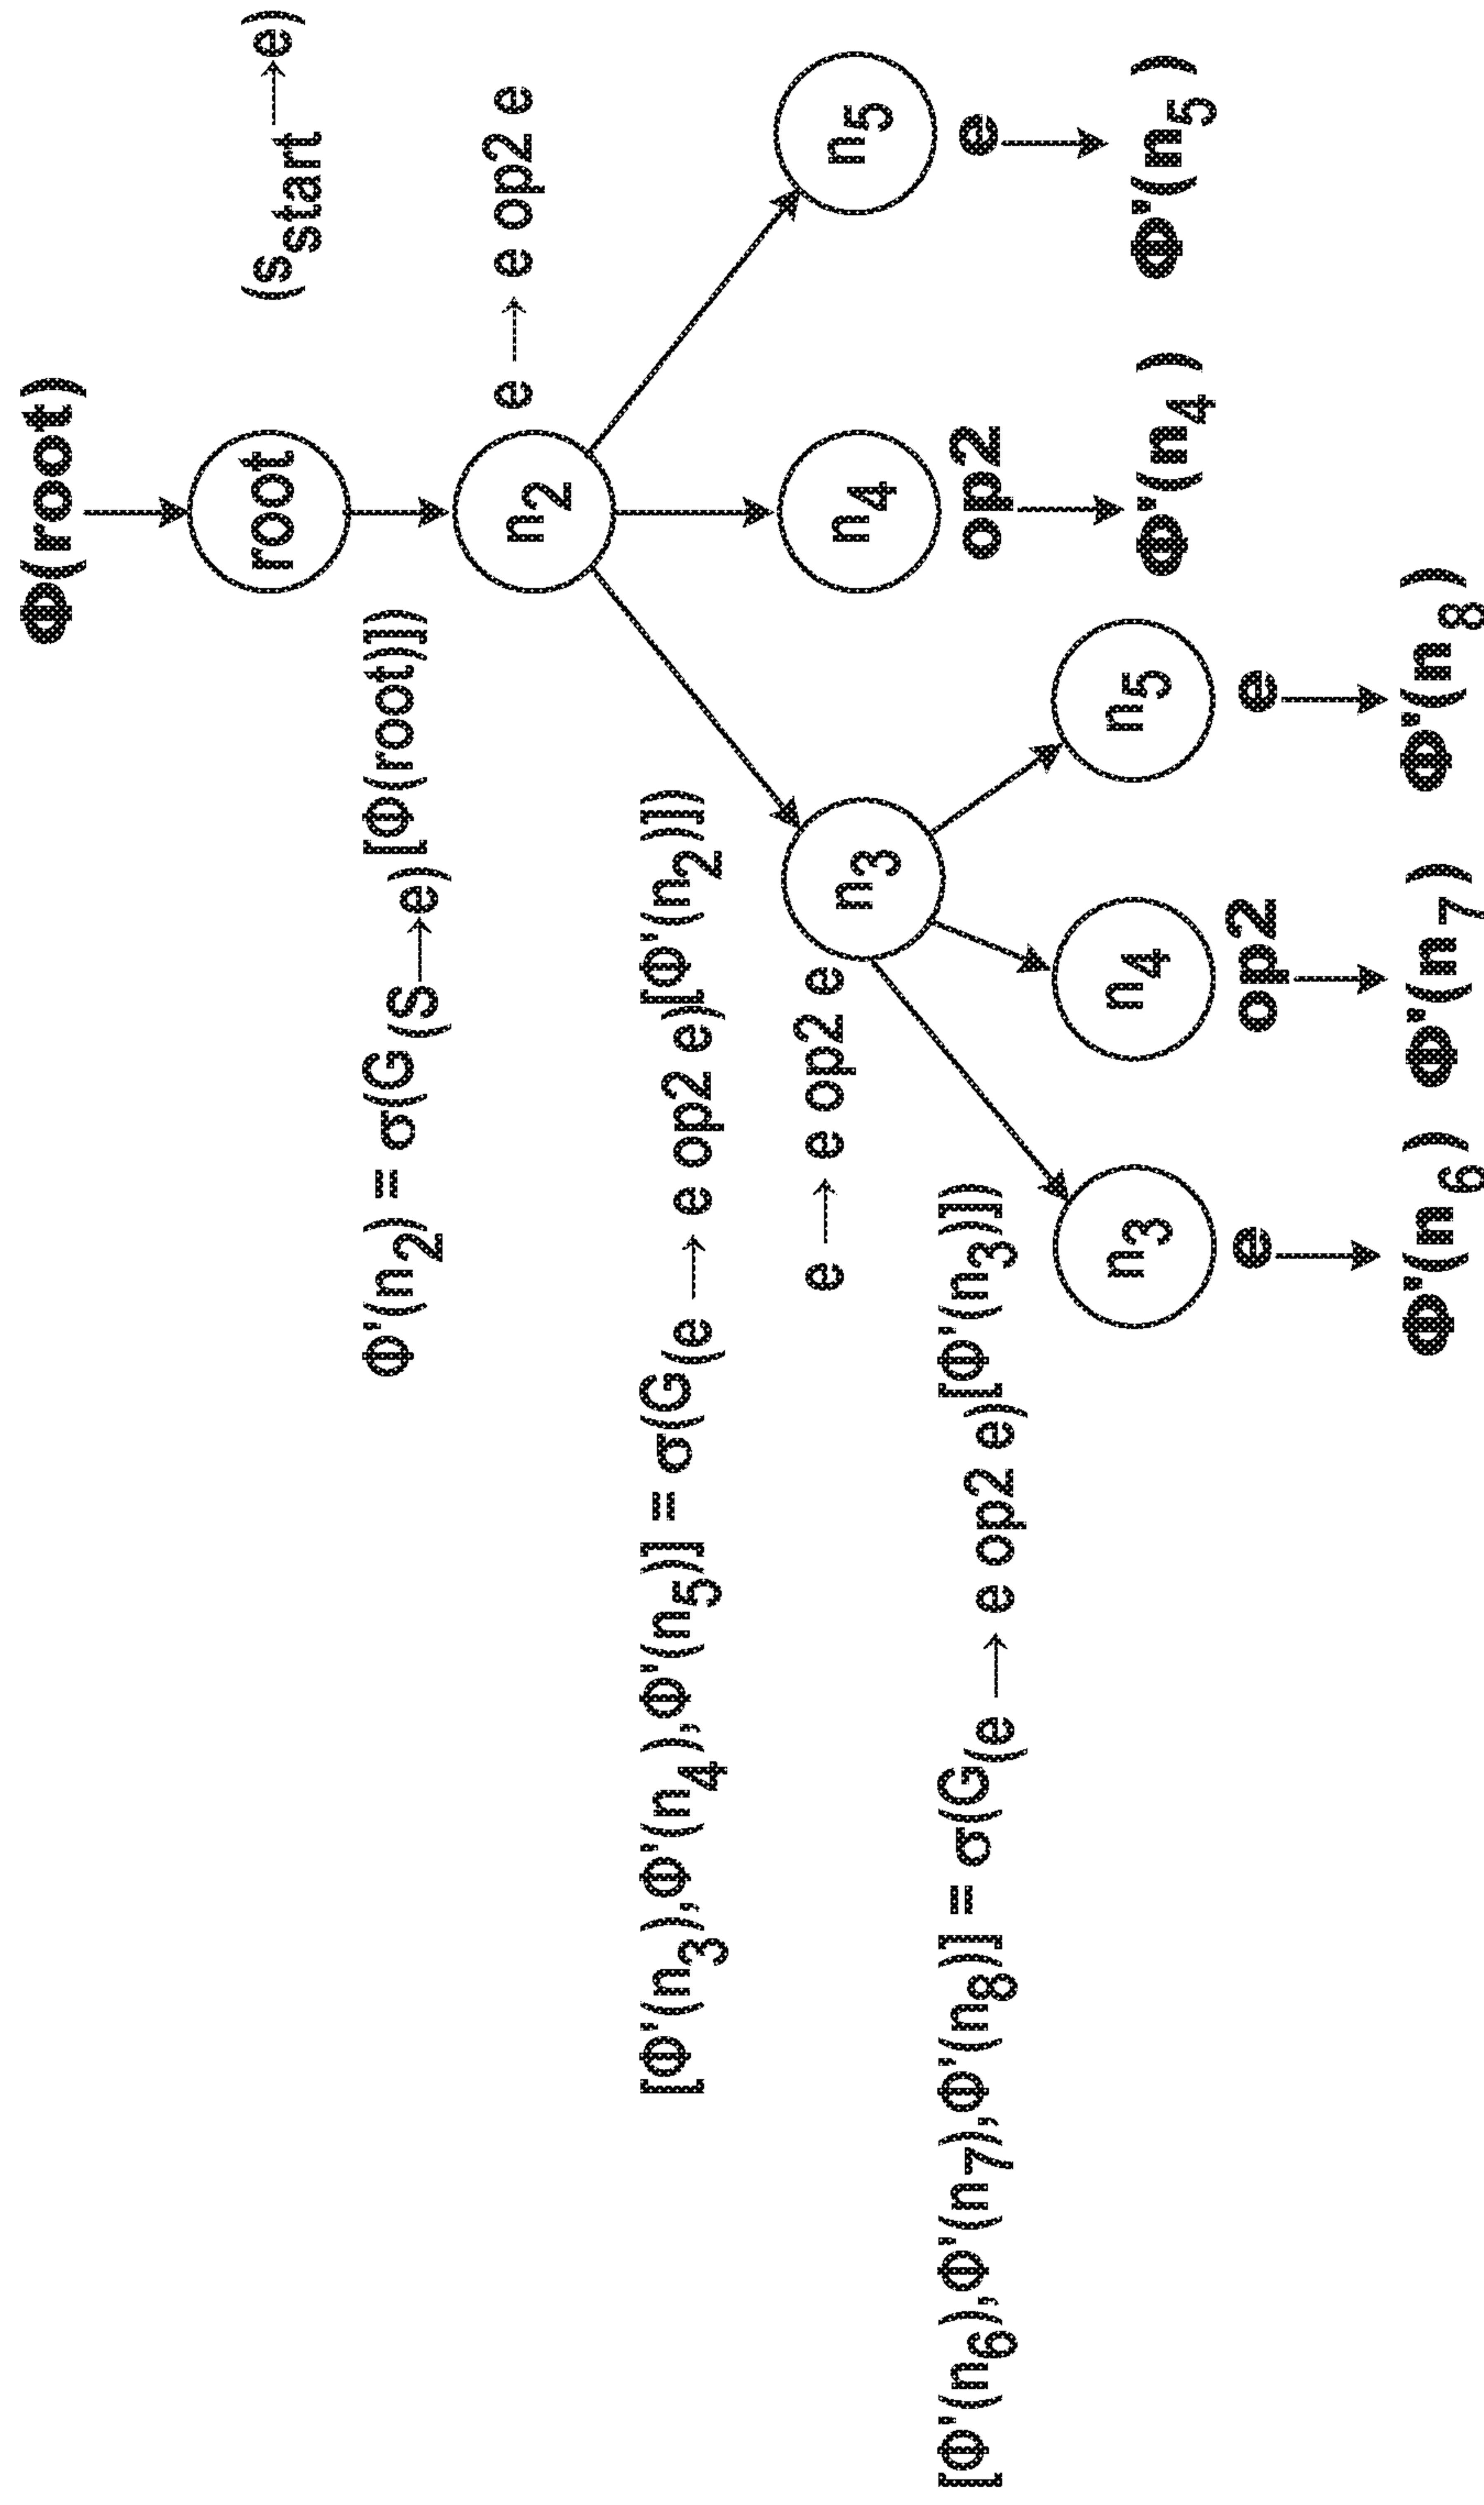 Φ(root)
root
(s_start → e)
Φ'(n₂) = σ(G_(S→e)[Φ(root)])
n₂
e → e op2 e
[Φ'(n₃),Φ'(n₄),Φ'(n₅)] = σ(G_(e → e op2 e)[Φ'(n₂)])
e → e op2 e
n₃
n₄
n₅
op2
e
Φ'(n₄)
Φ'(n₅)
[Φ'(n₆),Φ'(n₇),Φ'(n₈)] = σ(G_(e → e op2 e)[Φ'(n₃)])
n₃
n₄
n₅
e
op2
e
Φ'(n₆)
Φ'(n₇)
Φ'(n₈)